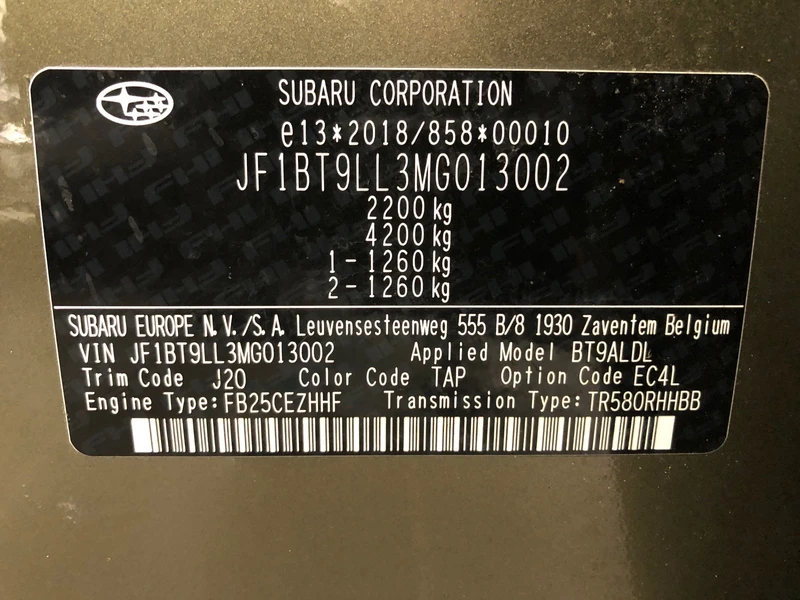 SUBARU CORPORATION
e13*2018/858*00010
JF1BT9LL3MG013002
2200 kg
4200 kg
1 - 1260 kg
2 - 1260 kg
SUBARU EUROPE N.V./S.A. Leuvensesteenweg 555 B/8 1930 Zaventem Belgium
VIN JF1BT9LL3MG013002 Applied Model BT9ALDL
Trim Code J20 Color Code TAP Option Code EC4L
Engine Type: FB25CEZHHF Transmission Type: TR580RHHBB